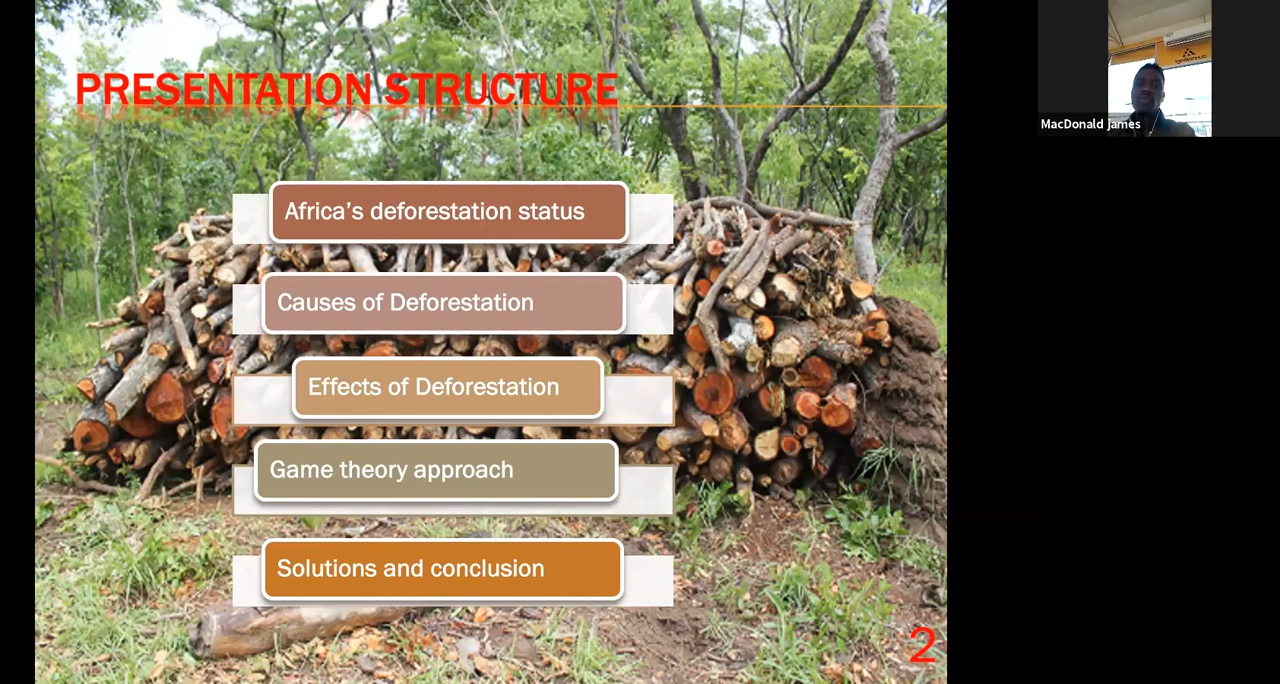 PRESENTATION STRUCTURE
Africa's deforestation status
Causes of Deforestation
Effects of Deforestation
Game theory approach
Solutions and conclusion
2
MacDonald James